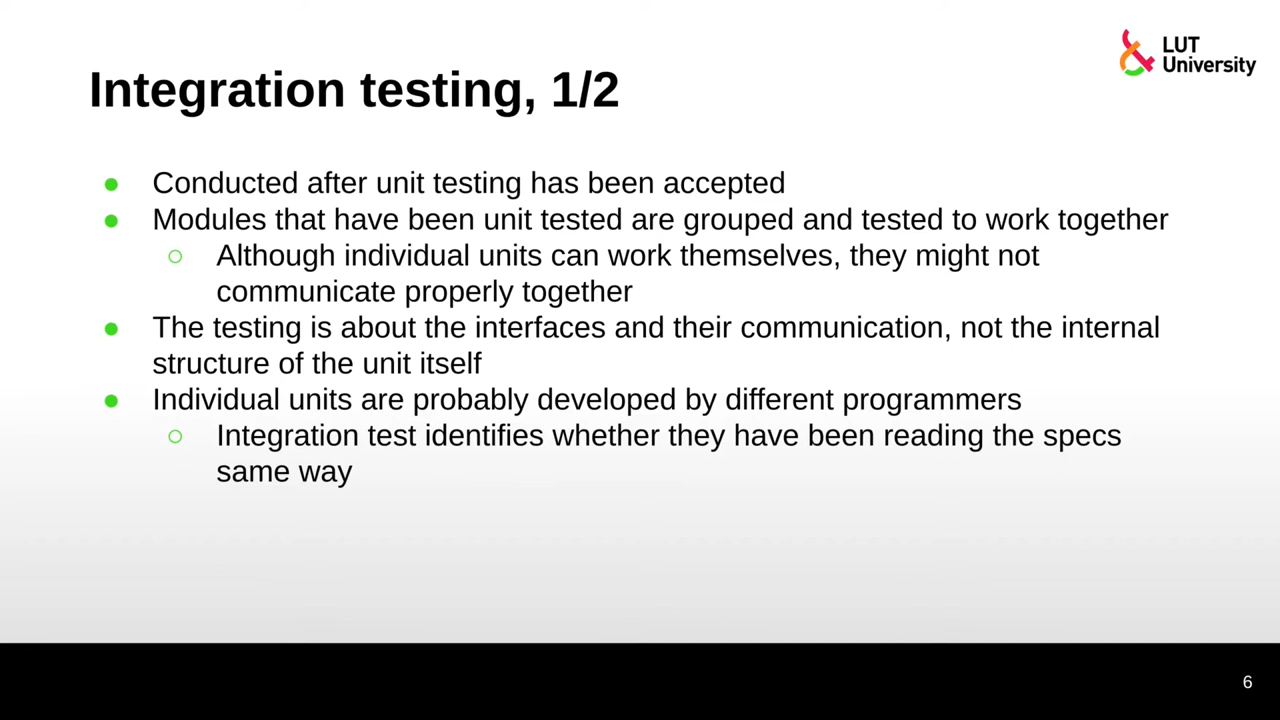 LUT
University
Integration testing, 1/2
● Conducted after unit testing has been accepted
● Modules that have been unit tested are grouped and tested to work together
○ Although individual units can work themselves, they might not
communicate properly together
● The testing is about the interfaces and their communication, not the internal
structure of the unit itself
● Individual units are probably developed by different programmers
○ Integration test identifies whether they have been reading the specs
same way
6